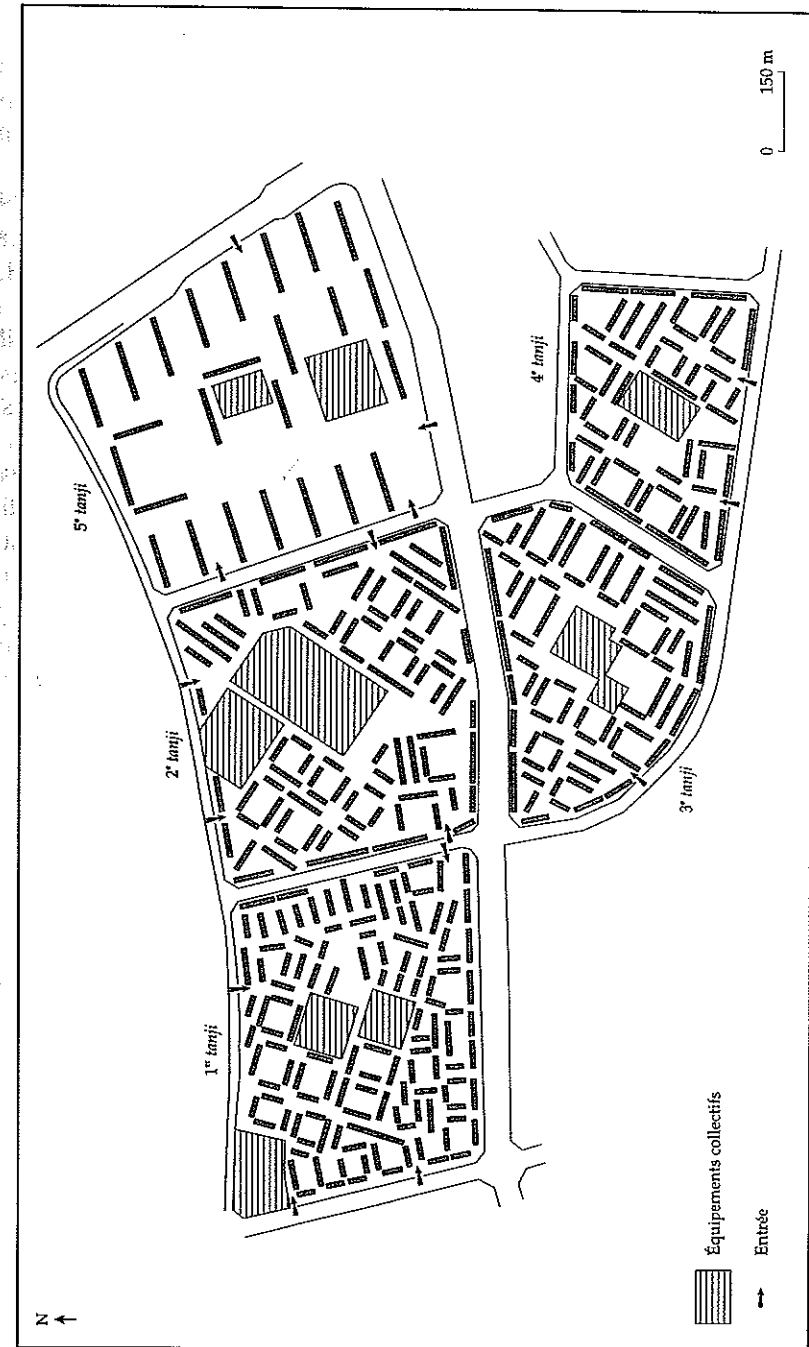 N
1er tanji
2e tanji
3e tanji
4e tanji
5e tanji
0 150 m
Équipements collectifs
Entrée